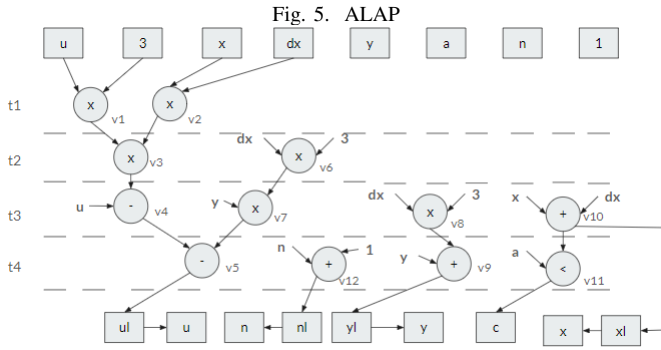 Fig. 5. ALAP
u 3 x dx y a n 1
t1 x v1 x v2
t2 x v3 dx 3 x v6
t3 u - v4 y x v7 dx 3 x v8 x dx + v10
t4 - v5 n 1 + v12 y + v9 a < v11
ul u n nl yl y c x xl